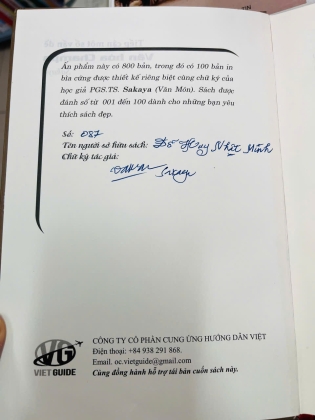 Ấn phẩm này có 800 bản, trong đó có 100 bản in
bìa cứng được thiết kế riêng biệt cùng chữ ký của
học giả PGS.TS. Sakaya (Văn Món). Sách được
đánh số từ 001 đến 100 dành cho những bạn yêu
thích sách đẹp.
Số: 087
Tên người sở hữu sách: Đỗ Huy Nhật Minh
Chữ ký tác giả:
VG
VIETGUIDE
CÔNG TY CỔ PHẦN CUNG ỨNG HƯỚNG DẪN VIỆT
Điện thoại: +84 938 291 868.
Email. oc.vietguide@gmail.com
Cùng đồng hành hỗ trợ tái bản cuốn sách này.